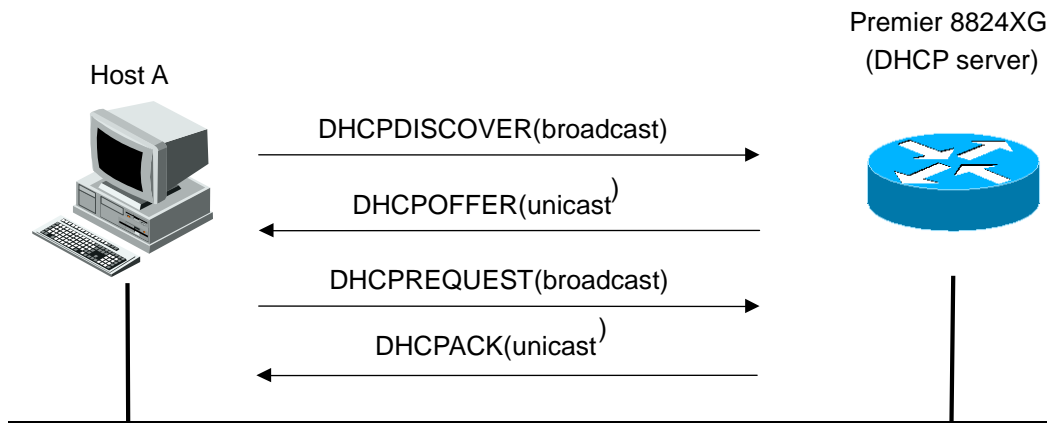 Premier 8824XG
(DHCP server)
Host A
DHCPDISCOVER(broadcast)
DHCPOFFER(unicast)
DHCPREQUEST(broadcast)
DHCPACK(unicast)